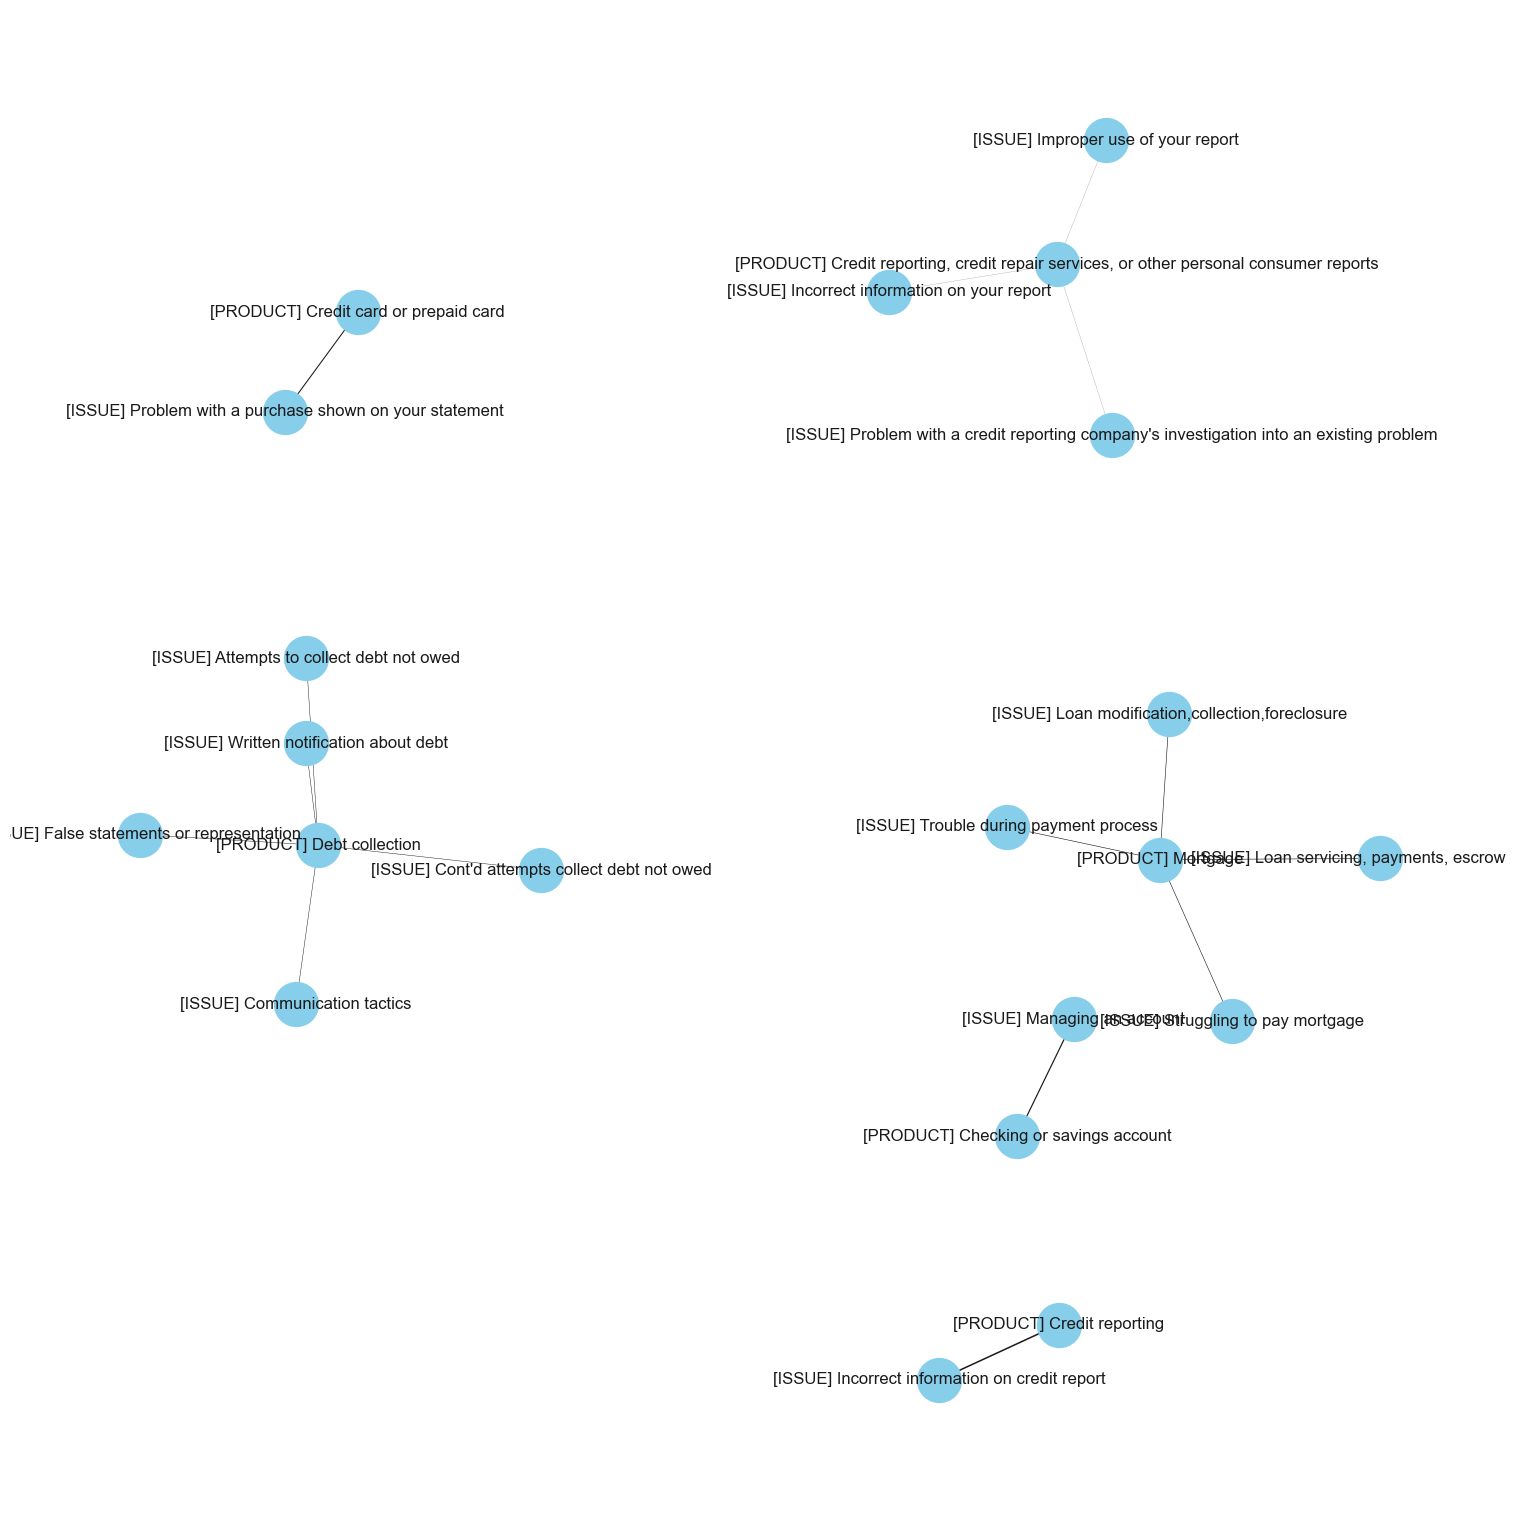 [ISSUE] Improper use of your report
[PRODUCT] Credit reporting, credit repair services, or other personal consumer reports
[ISSUE] Incorrect information on your report
[PRODUCT] Credit card or prepaid card
[ISSUE] Problem with a purchase shown on your statement
[ISSUE] Problem with a credit reporting company's investigation into an existing problem
[ISSUE] Attempts to collect debt not owed
[ISSUE] Written notification about debt
UE] False statements or representation
[PRODUCT] Debt collection
[ISSUE] Cont'd attempts collect debt not owed
[ISSUE] Communication tactics
[ISSUE] Loan modification,collection,foreclosure
[ISSUE] Trouble during payment process
[PRODUCT] Mortgage
[ISSUE] Loan servicing, payments, escrow
[ISSUE] Managing an account
[ISSUE] Struggling to pay mortgage
[PRODUCT] Checking or savings account
[PRODUCT] Credit reporting
[ISSUE] Incorrect information on credit report